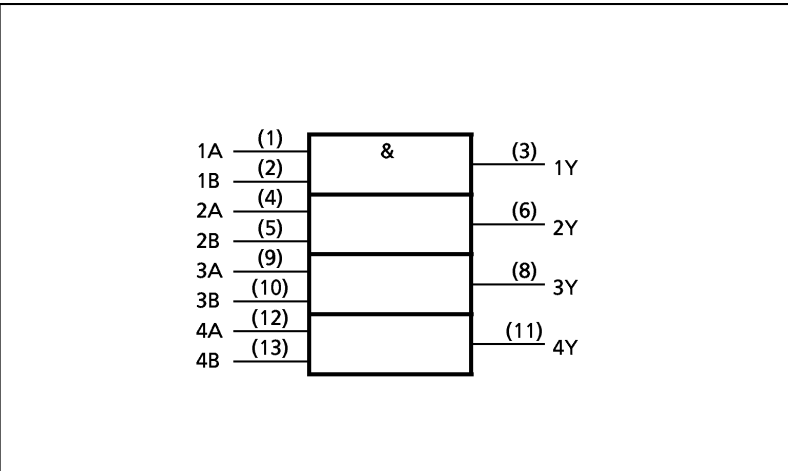 (1)
1A & (3)
(2) 1Y
1B
(4)
2A (6)
(5) 2Y
2B
(9)
3A (8)
(10) 3Y
3B
(12)
4A (11)
(13) 4Y
4B